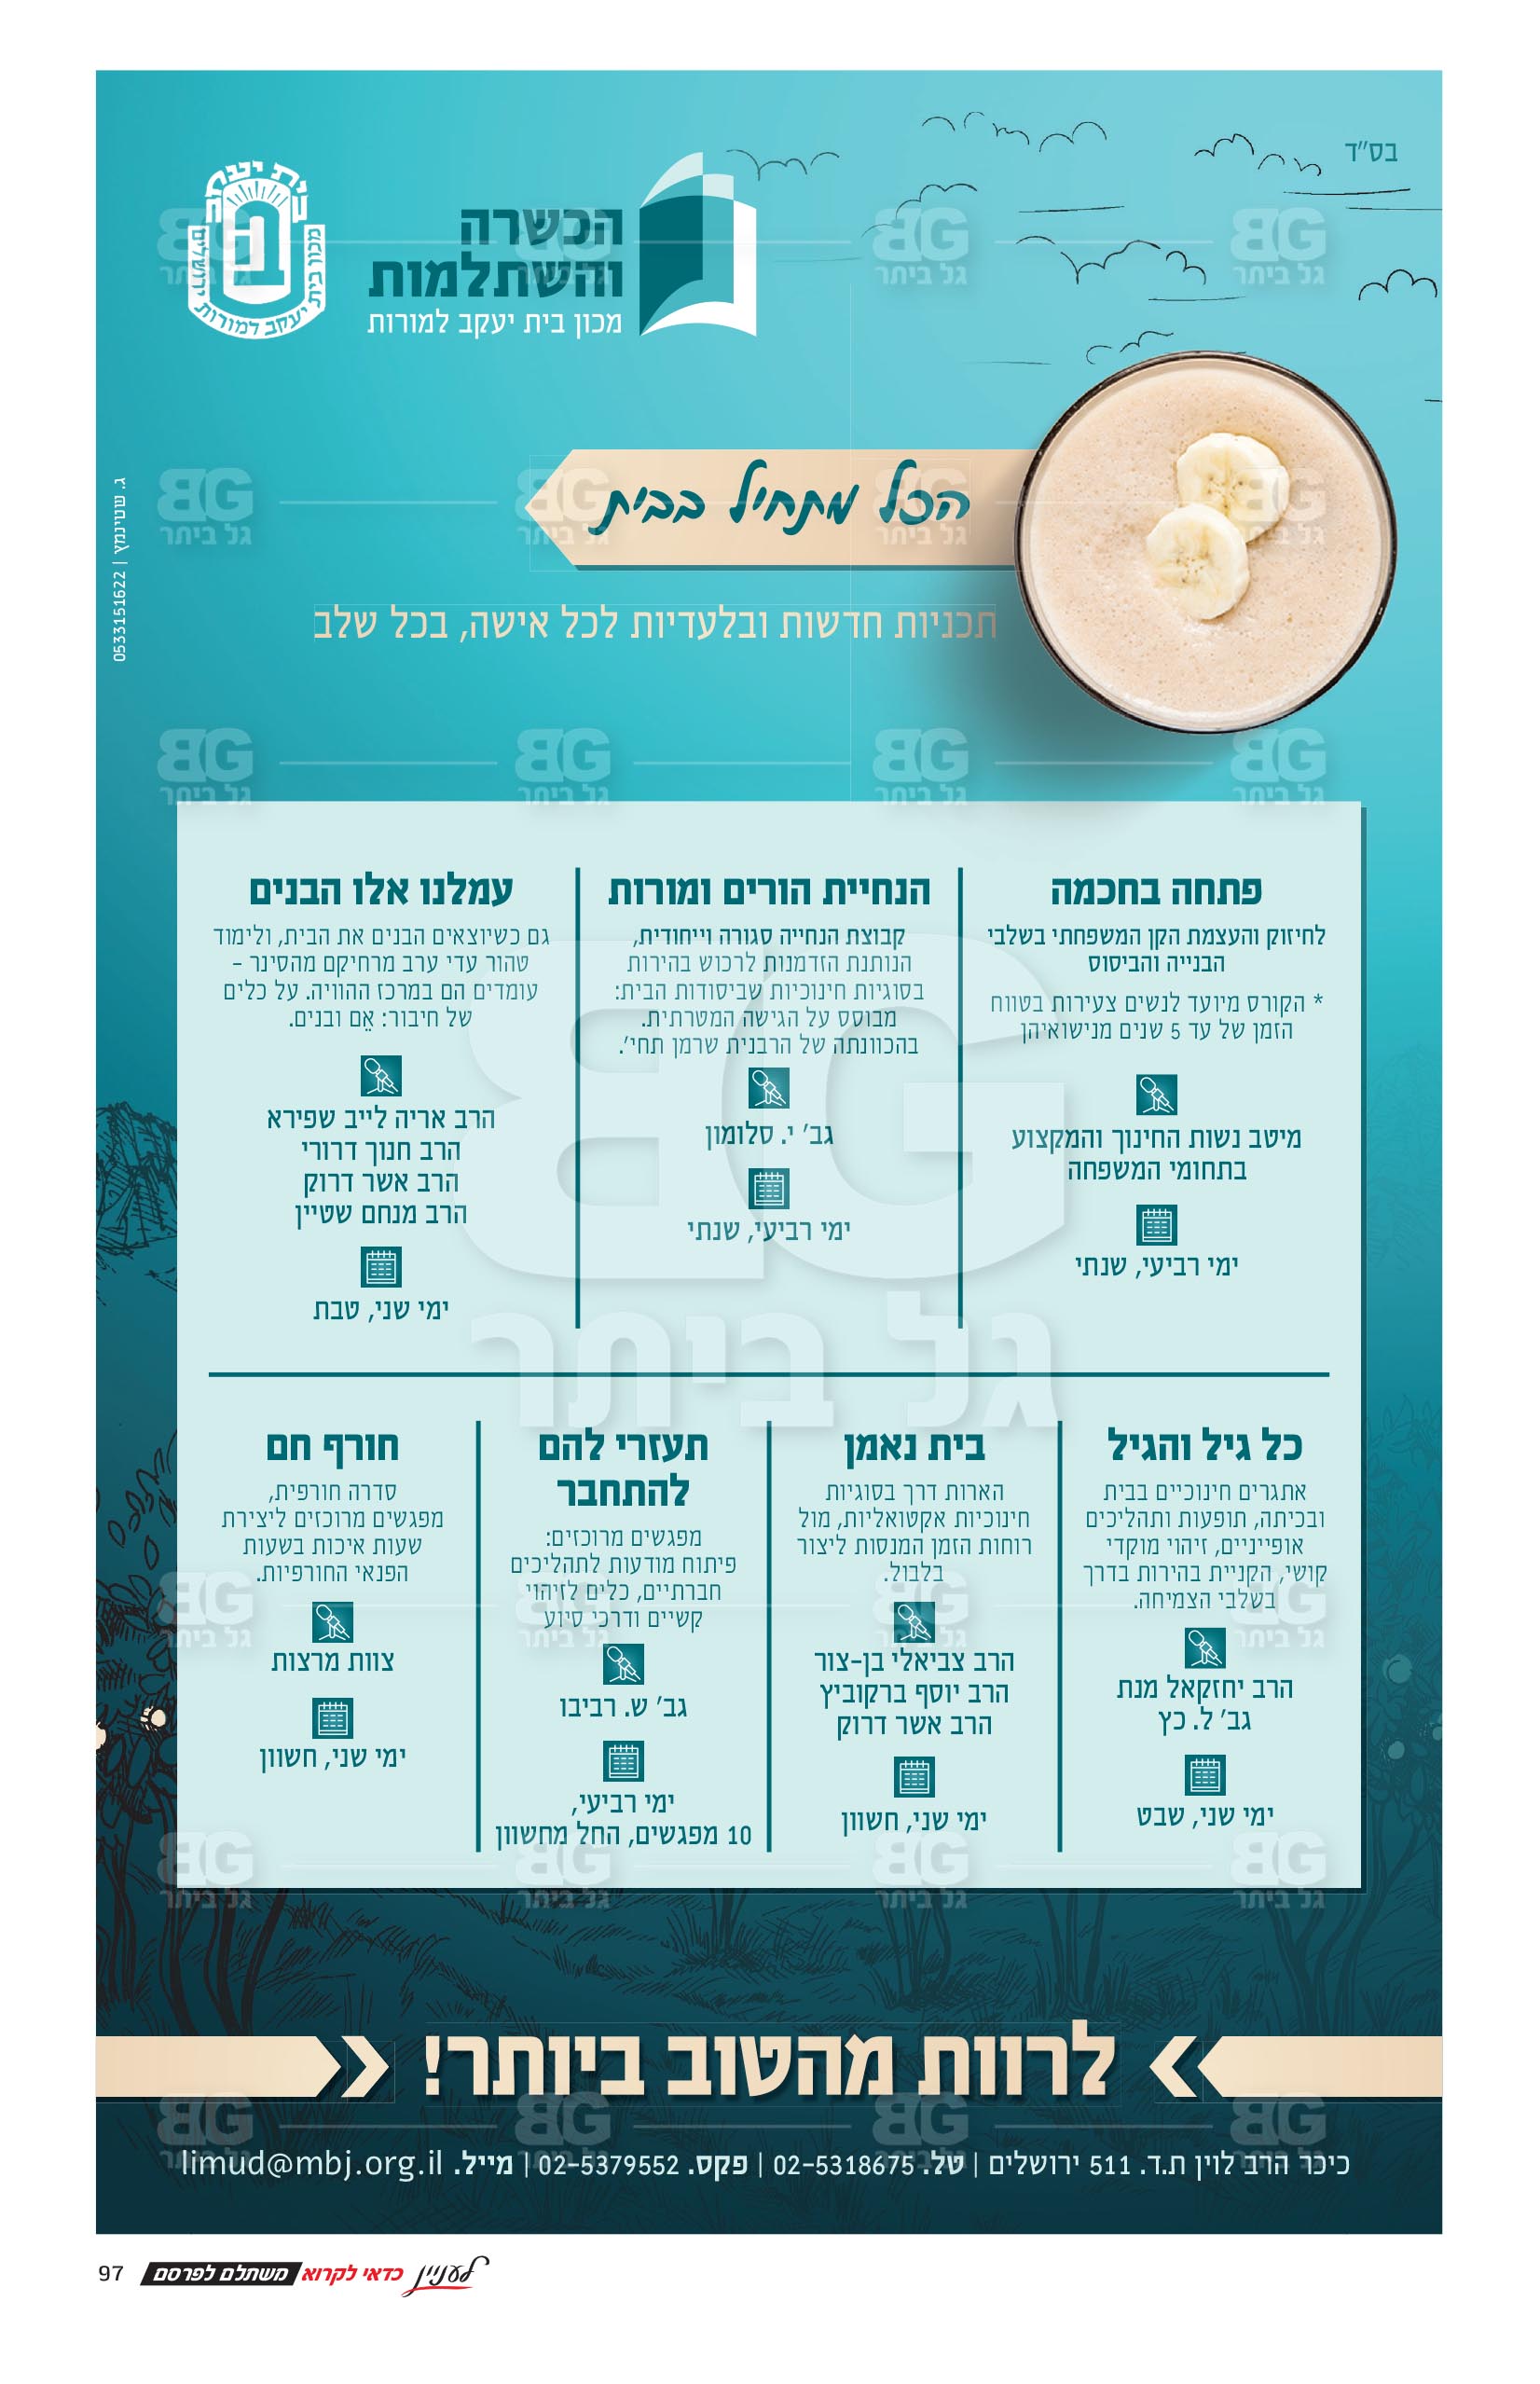 בס"ד
הכשרה
והשתלמות
מכון בית יעקב למורות
מכון בית יעקב למורות ירושלים
הכל מתחיל בבית
תכניות חדשות ובלעדיות לכל אישה, בכל שלב
ג. שטינמץ | 0533151622
פתחה בחכמה
לחיזוק והעצמת הקן המשפחתי בשלבי
הבנייה והביסוס
* הקורס מיועד לנשים צעירות בטווח
הזמן של עד 5 שנים מנישואיהן
מיטב נשות החינוך והמקצוע
בתחומי המשפחה
ימי רביעי, שנתי
הנחיית הורים ומורות
קבוצת הנחייה סגורה וייחודית,
הנותנת הזדמנות לרכוש בהירות
בסוגיות חינוכיות שביסודות הבית:
מבוסס על הגישה המטרתית.
בהכוונתה של הרבנית שרמן תחי'.
גב' י. סלומון
ימי רביעי, שנתי
עמלנו אלו הבנים
גם כשיוצאים הבנים את הבית, ולימוד
טהור עדי ערב מרחיקם מהסינר -
עומדים הם במרכז ההוויה. על כלים
של חיבור: אֵם ובנים.
הרב אריה לייב שפירא
הרב חנוך דרורי
הרב אשר דרוק
הרב מנחם שטיין
ימי שני, טבת
כל גיל והגיל
אתגרים חינוכיים בבית
ובכיתה, תופעות ותהליכים
אופייניים, זיהוי מוקדי
קושי, הקניית בהירות בדרך
בשלבי הצמיחה.
הרב יחזקאל מנת
גב' ל. כץ
ימי שני, שבט
בית נאמן
הארות דרך בסוגיות
חינוכיות אקטואליות, מול
רוחות הזמן המנסות ליצור
בלבול.
הרב צביאלי בן-צור
הרב יוסף ברקוביץ
הרב אשר דרוק
ימי שני, חשוון
תעזרי להם
להתחבר
מפגשים מרוכזים:
פיתוח מודעות לתהליכים
חברתיים, כלים לזיהוי
קשיים ודרכי סיוע
גב' ש. רביבו
ימי רביעי,
10 מפגשים, החל מחשוון
חורף חם
סדרה חורפית,
מפגשים מרוכזים ליצירת
שעות איכות בשעות
הפנאי החורפיות.
צוות מרצות
ימי שני, חשוון
לרוות מהטוב ביותר!
כיכר הרב לוין ת.ד. 511 ירושלים | טל. 02-5318675 | פקס. 02-5379552 | מייל. limud@mbj.org.il
BG
גל ביתר
לעניין כדאי לקרוא משתלם לפרסם 97